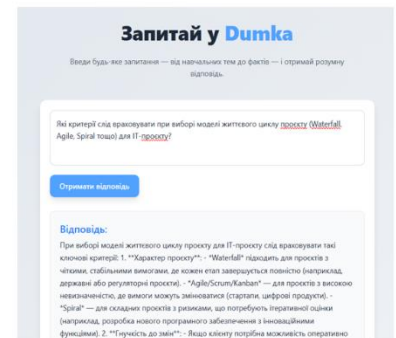 Запитай у Dumka
Введи будь-яке запитання — від навчальних тем до фактів — і отримай розумну
відповідь.
Які критерії слід враховувати при виборі моделі життєвого циклу проєкту (Waterfall,
Agile, Spiral тощо) для ІТ-проєкту?
Отримати відповідь
Відповідь:
При виборі моделі життєвого циклу проєкту для ІТ-проєкту слід враховувати такі
ключові критерії: 1. **Характер проєкту**: - *Waterfall* підходить для проєктів з
чіткими, стабільними вимогами, де кожен етап завершується повністю (наприклад,
державні або регуляторні проєкти). - *Agile/Scrum/Kanban* — для проєктів з високою
невизначеністю, де вимоги можуть змінюватися (стартапи, цифрові продукти). -
*Spiral* — для складних проєктів з ризиками, що потребують ітеративної оцінки
(наприклад, розробка нового програмного забезпечення з інноваційними
функціями). 2. **Гнучкість до змін**: - Якщо клієнту потрібна можливість оперативно